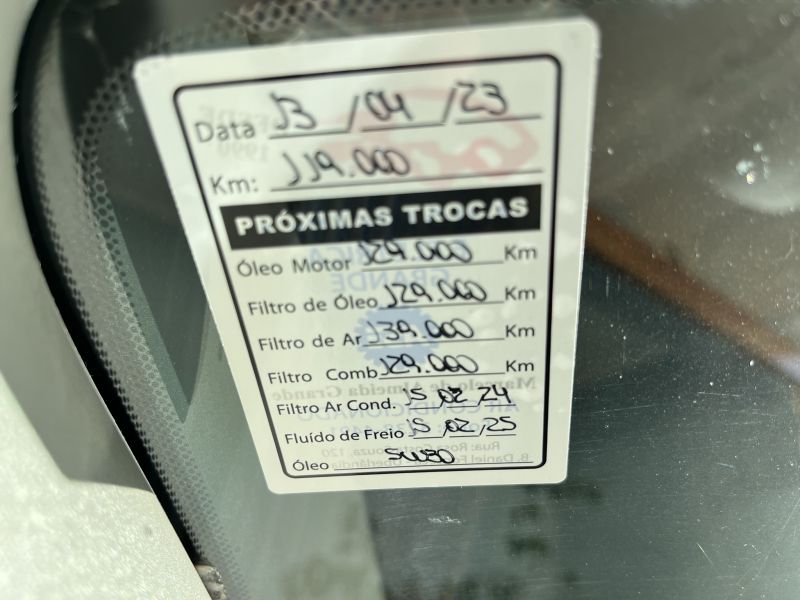 Data 13/04/23
Km: 119.000
PRÓXIMAS TROCAS
Óleo Motor 129.000 Km
Filtro de Óleo 129.000 Km
Filtro de Ar 139.000 Km
Filtro Comb 129.000 Km
Filtro Ar Cond. 15/02/24
Fluído de Freio 15/02/25
Óleo 5W30